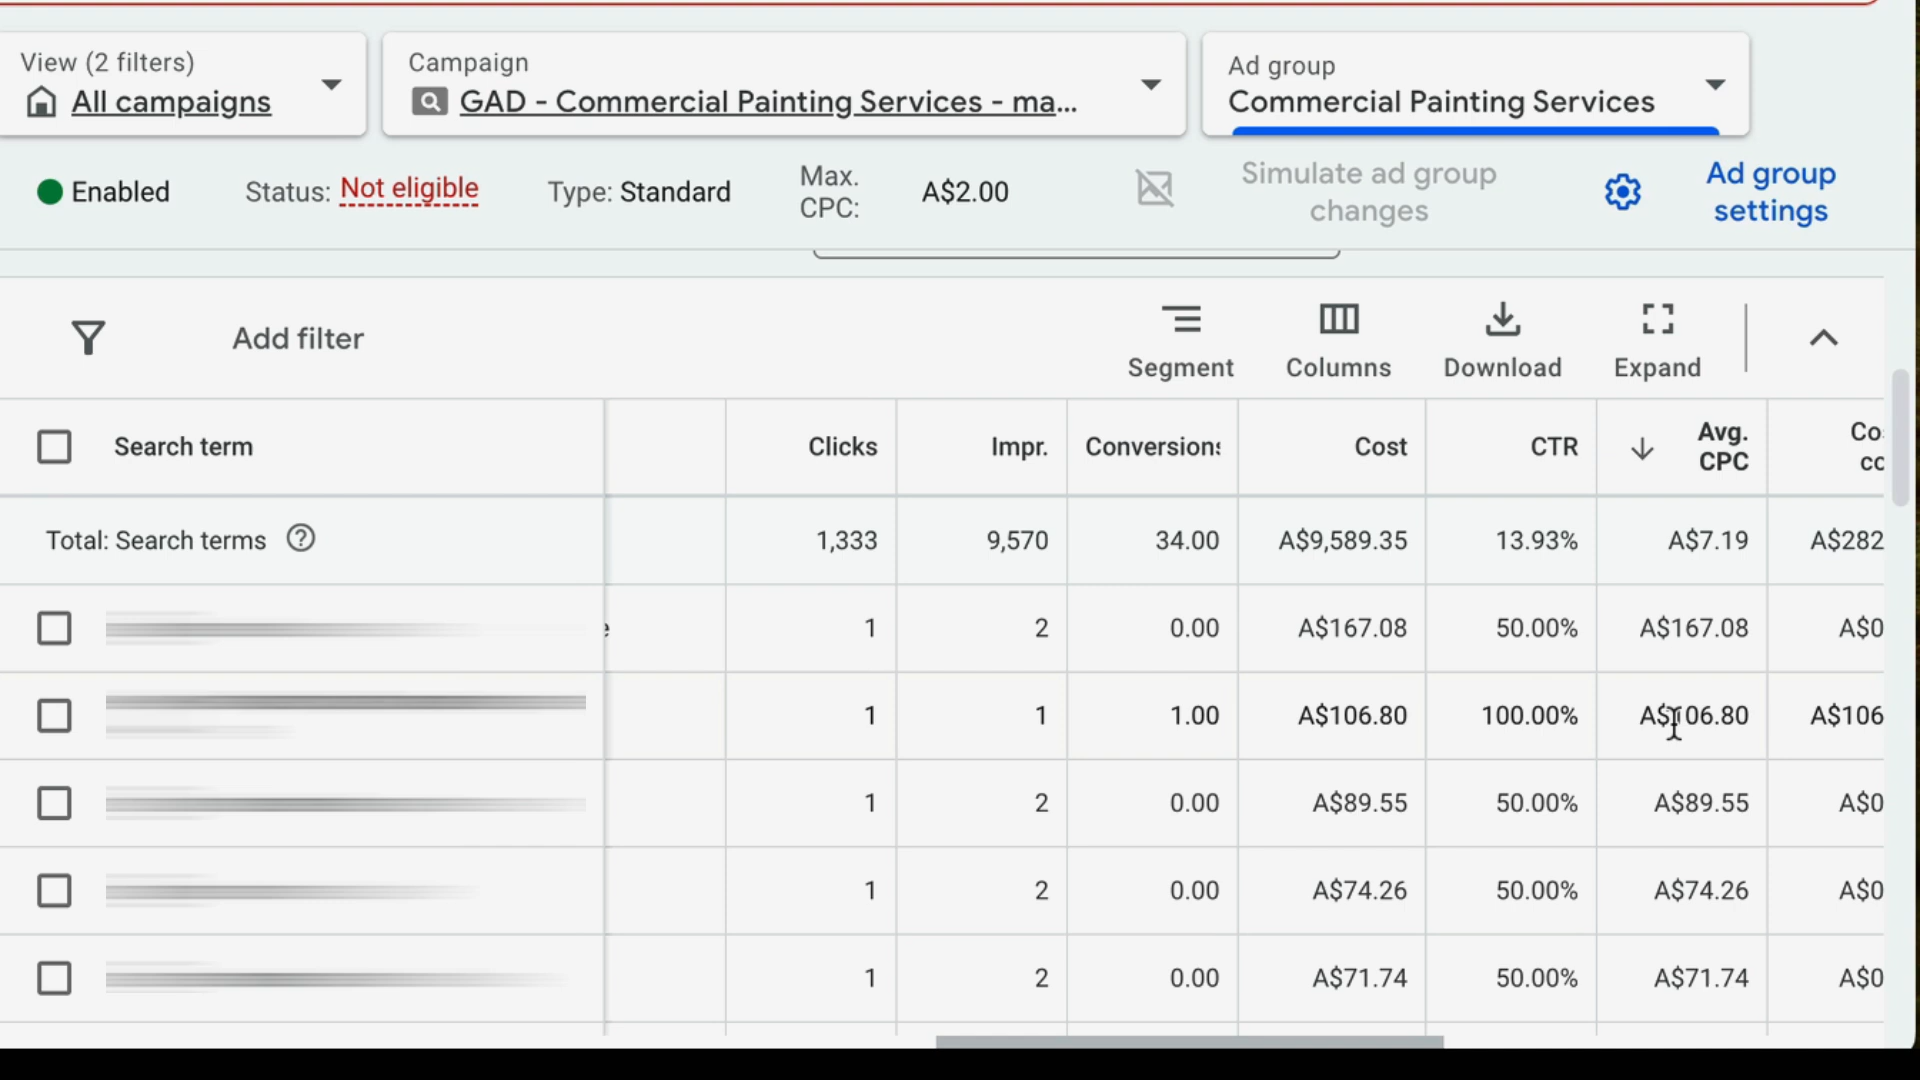 View (2 filters)
All campaigns
Campaign
GAD - Commercial Painting Services - ma...
Ad group
Commercial Painting Services
Enabled
Status: Not eligible
Type: Standard
Max. CPC:
A$2.00
Simulate ad group changes
Ad group settings
Add filter
Segment
Columns
Download
Expand
Search term Clicks Impr. Conversions Cost CTR Avg. CPC
Total: Search terms 1,333 9,570 34.00 A$9,589.35 13.93% A$7.19 A$282
1 2 0.00 A$167.08 50.00% A$167.08 A$0
1 1 1.00 A$106.80 100.00% A$106.80 A$106
1 2 0.00 A$89.55 50.00% A$89.55 A$0
1 2 0.00 A$74.26 50.00% A$74.26 A$0
1 2 0.00 A$71.74 50.00% A$71.74 A$0